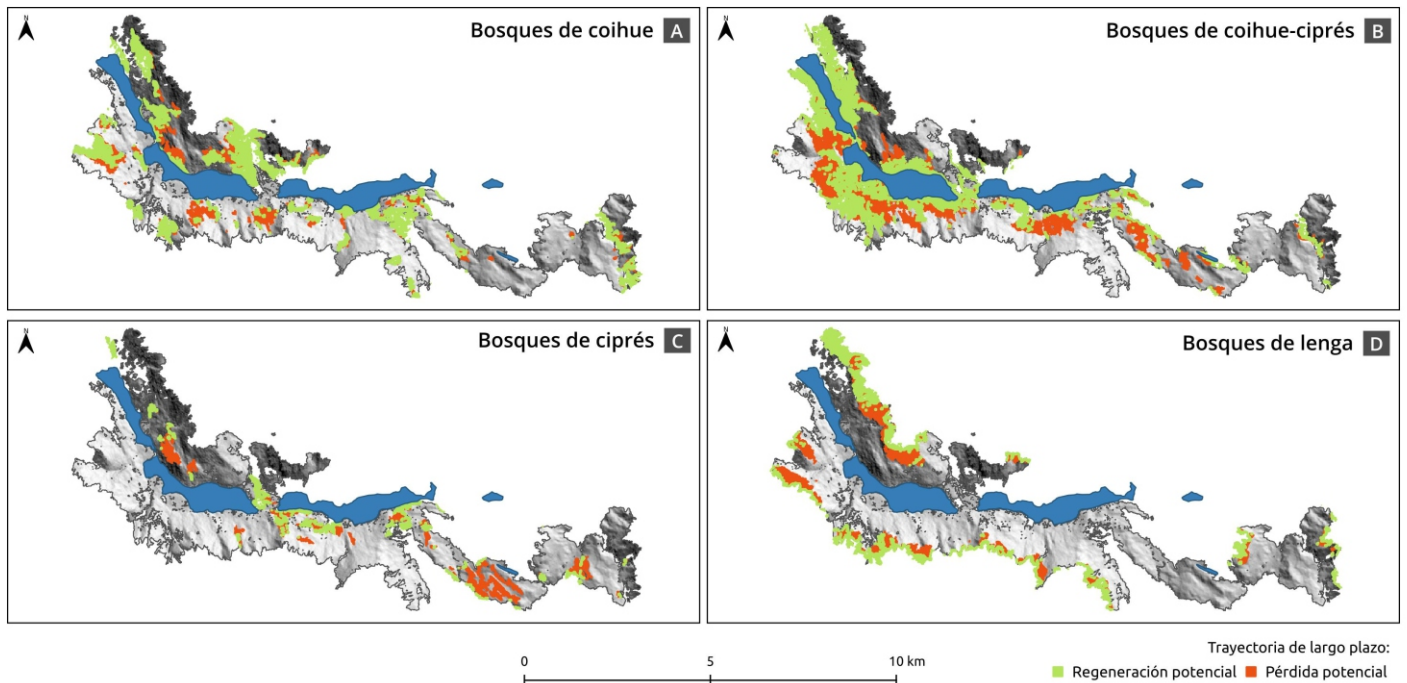 N
Bosques de coihue A
N
Bosques de coihue-ciprés B
N
Bosques de ciprés C
N
Bosques de lenga D
0 5 10 km
Trayectoria de largo plazo:
Regeneración potencial Pérdida potencial